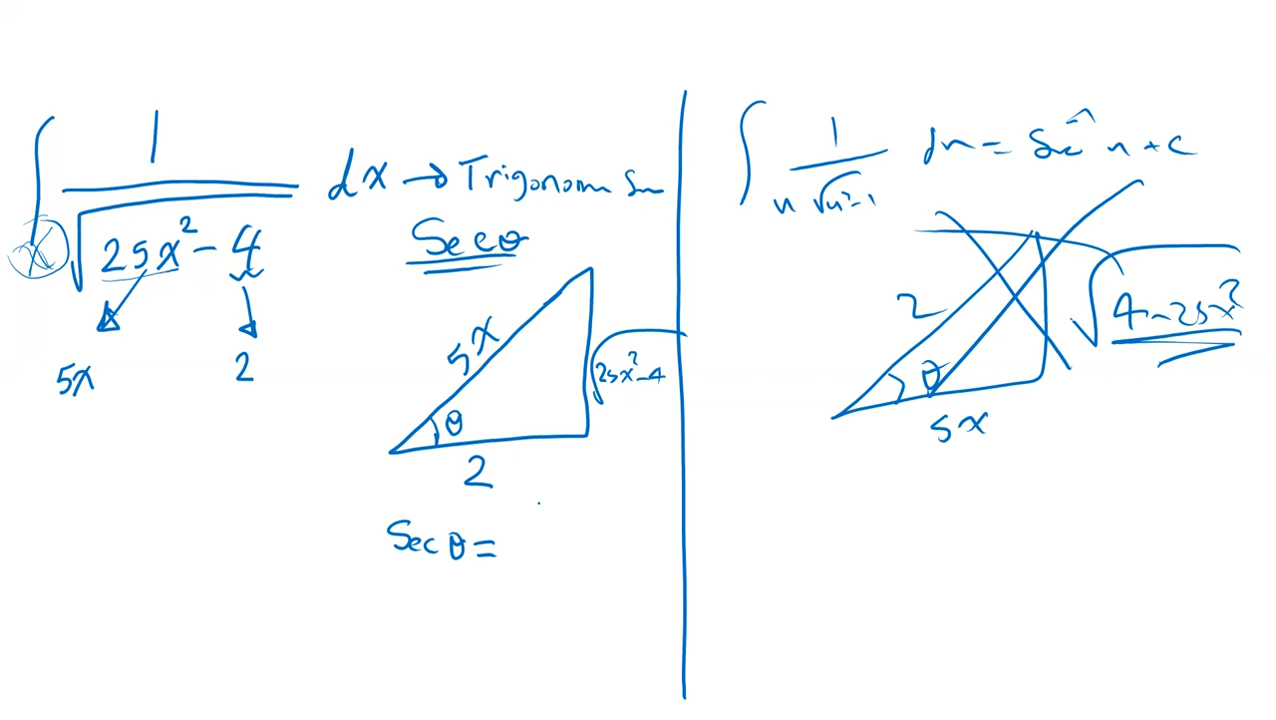 ∫ 1 / √(25x² - 4) dx → Trigonom Su
x
Secθ
5x
2
5x
θ
2
√(25x² - 4)
Sec θ =
∫ 1 / (u √(u² - 1)) du = Sec⁻¹ u + c
2
θ
5x
√(4 - 25x²)